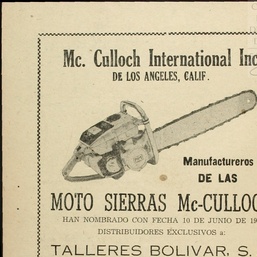 Mc. Culloch International Inc
DE LOS ANGELES, CALIF.
Manufactureros
DE LAS
MOTO SIERRAS Mc-CULLOC
HAN NOMBRADO CON FECHA 10 DE JUNIO DE 19
DISTRIBUIDORES EXCLUSIVOS a:
TALLERES BOLIVAR, S.